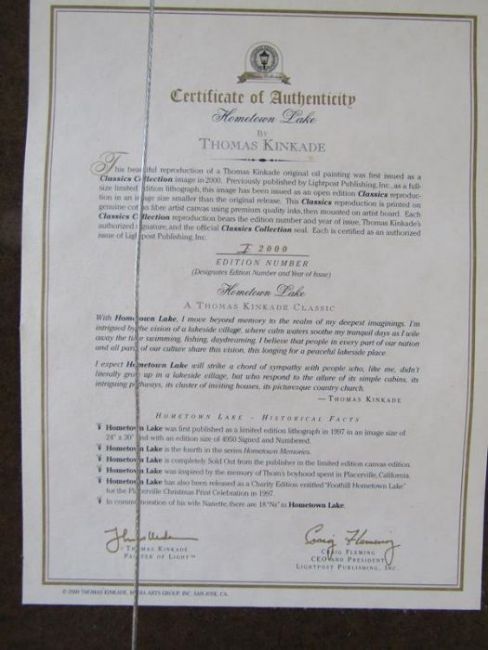 Certificate of Authenticity
Hometown Lake
BY
THOMAS KINKADE
This beautiful reproduction of a Thomas Kinkade original oil painting was first issued as a
Classics Collection image in 2000. Previously published by Lightpost Publishing, Inc., as a full-
size limited edition lithograph, this image has been issued as an open edition Classics reproduc-
tion in an image size smaller than the original release. This Classics reproduction is printed on
genuine cotton fibre artist canvas using premium quality inks, then mounted on artist board. Each
Classics Collection reproduction bears the edition number and year of issue, Thomas Kinkade's
authorized signature, and the official Classics Collection seal. Each is certified as an authorized
issue of Lightpost Publishing, Inc.
I 2000
EDITION NUMBER
(Designates Edition Number and Year of Issue)
Hometown Lake
A THOMAS KINKADE CLASSIC
With Hometown Lake, I move beyond memory to the realm of my deepest imaginings. I'm
intrigued by the vision of a lakeside village, where calm waters soothe my tranquil days as I wile
away the time swimming, fishing, daydreaming. I believe that people in every part of our nation
and all parts of our culture share this vision, this longing for a peaceful lakeside place.
I expect Hometown Lake will strike a chord of sympathy with people who, like me, didn't
literally grow up in a lakeside village, but who respond to the allure of its simple cabins, its
intriguing pathways, its cluster of inviting houses, its picturesque country church.
— THOMAS KINKADE
HOMETOWN LAKE - HISTORICAL FACTS
Hometown Lake was first published as a limited edition lithograph in 1997 in an image size of
24" x 30" and with an edition size of 4950 Signed and Numbered.
Hometown Lake is the fourth in the series Hometown Memories.
Hometown Lake is completely Sold Out from the publisher in the limited edition canvas edition.
Hometown Lake was inspired by the memory of Thom's boyhood spent in Placerville, California.
Hometown Lake has also been released as a Charity Edition entitled "Foothill Hometown Lake"
for the Placerville Christmas Print Celebration in 1997.
In commemoration of his wife Nanette, there are 18 "Ns" in Hometown Lake.
THOMAS KINKADE
PAINTER OF LIGHT™
Craig Fleming
CRAIG FLEMING
CEO AND PRESIDENT
LIGHTPOST PUBLISHING, INC.
© 2000 THOMAS KINKADE, MEDIA ARTS GROUP, INC. SAN JOSE, CA.